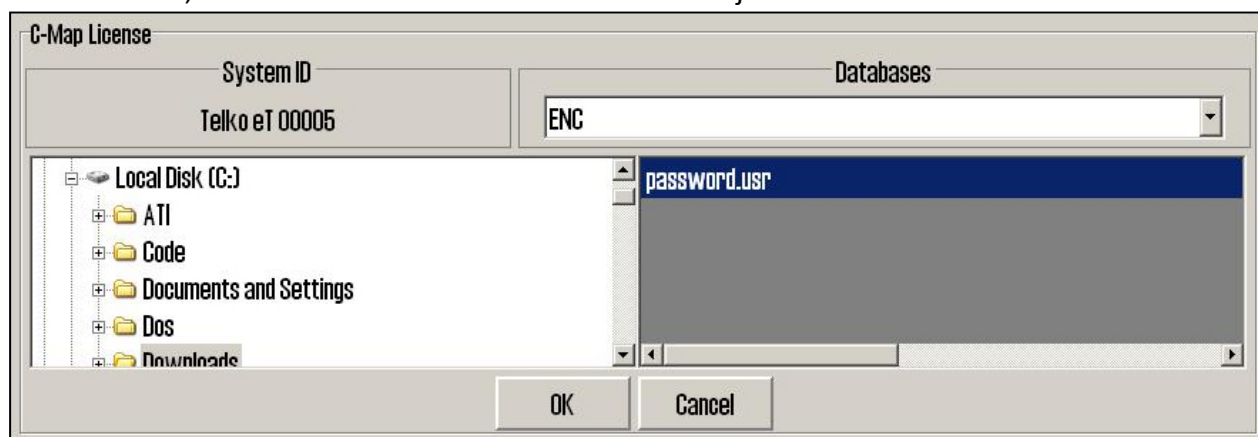 C-Map License
System ID
Databases
Telko eT 00005
ENC
Local Disk (C:)
password.usr
ATI
Code
Documents and Settings
Dos
Downloads
OK
Cancel